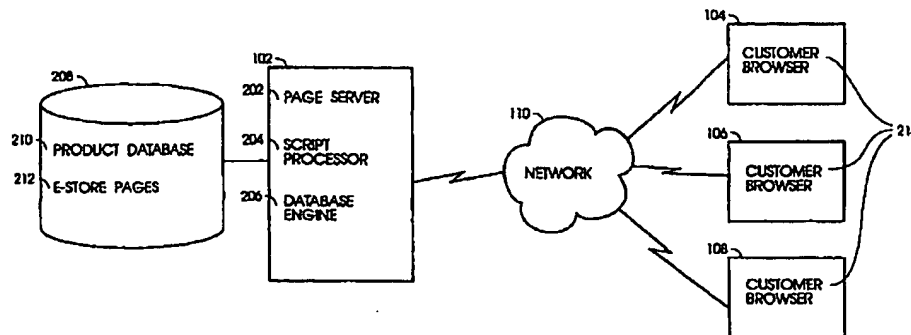 208
210 PRODUCT DATABASE
212 E-STORE PAGES
102
202 PAGE SERVER
204 SCRIPT
PROCESSOR
206 DATABASE
ENGINE
110
NETWORK
104
CUSTOMER
BROWSER
106
CUSTOMER
BROWSER
108
CUSTOMER
BROWSER